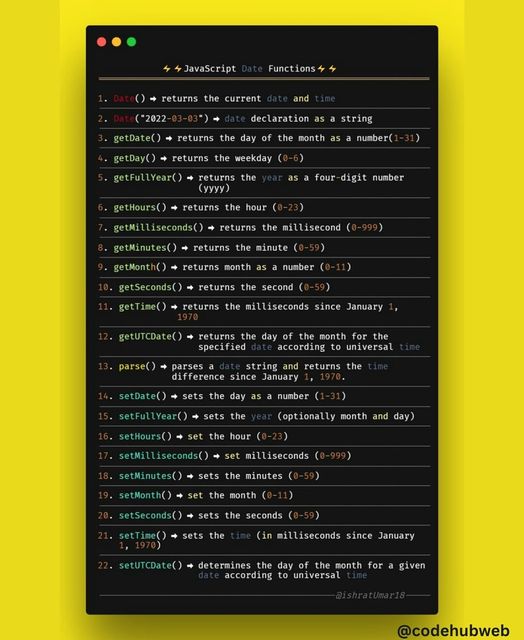 ⚡⚡JavaScript Date Functions⚡⚡
1. Date() ➡ returns the current date and time
2. Date("2022-03-03") ➡ date declaration as a string
3. getDate() ➡ returns the day of the month as a number(1-31)
4. getDay() ➡ returns the weekday (0-6)
5. getFullYear() ➡ returns the year as a four-digit number
(yyyy)
6. getHours() ➡ returns the hour (0-23)
7. getMilliseconds() ➡ returns the millisecond (0-999)
8. getMinutes() ➡ returns the minute (0-59)
9. getMonth() ➡ returns month as a number (0-11)
10. getSeconds() ➡ returns the second (0-59)
11. getTime() ➡ returns the milliseconds since January 1,
1970
12. getUTCDate() ➡ returns the day of the month for the
specified date according to universal time
13. parse() ➡ parses a date string and returns the time
difference since January 1, 1970.
14. setDate() ➡ sets the day as a number (1-31)
15. setFullYear() ➡ sets the year (optionally month and day)
16. setHours() ➡ set the hour (0-23)
17. setMilliseconds() ➡ set milliseconds (0-999)
18. setMinutes() ➡ sets the minutes (0-59)
19. setMonth() ➡ set the month (0-11)
20. setSeconds() ➡ sets the seconds (0-59)
21. setTime() ➡ sets the time (in milliseconds since January
1, 1970)
22. setUTCDate() ➡ determines the day of the month for a given
date according to universal time
@ishratUmar18
@codehubweb